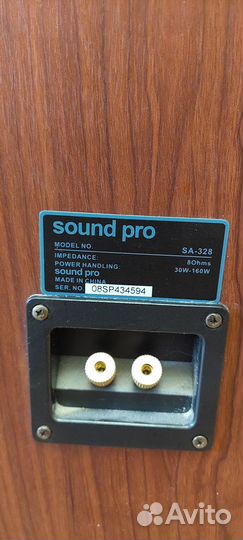 sound pro
MODEL NO. SA-328
IMPEDANCE: 8Ohms
POWER HANDLING: 30W-160W
sound pro
MADE IN CHINA
SER. NO. 08SP434594
Avito